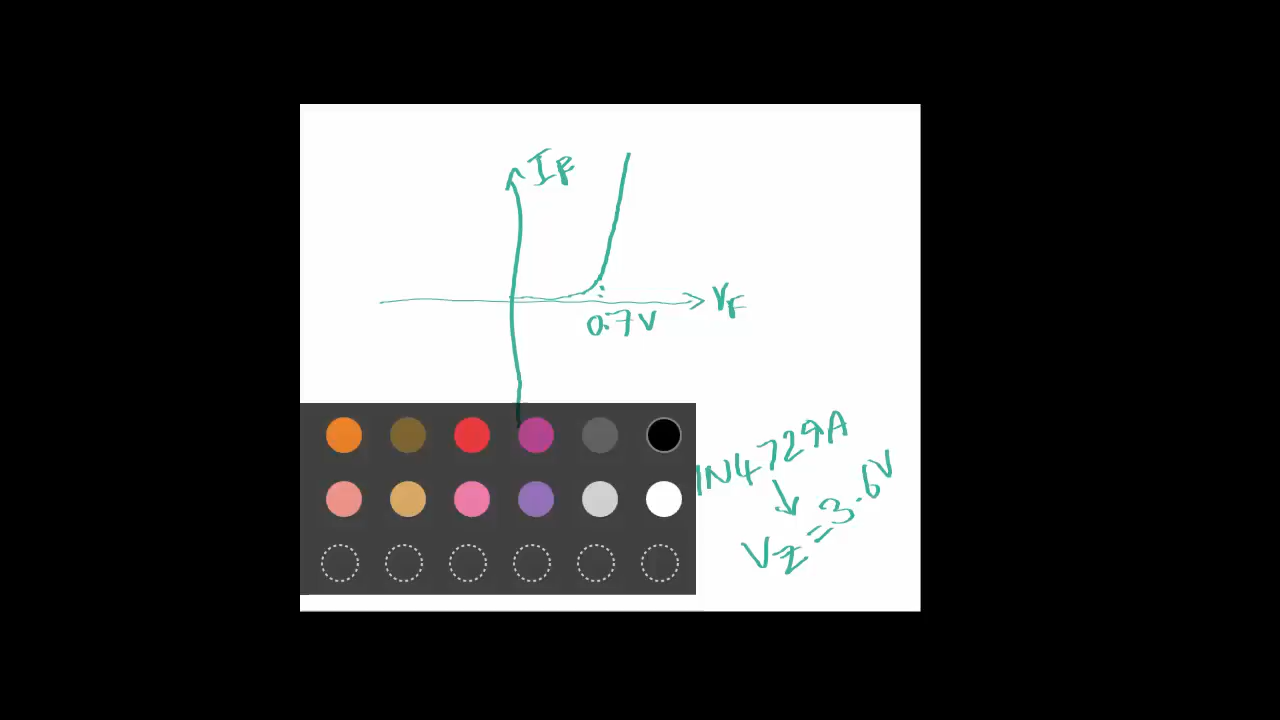 IF
VF
0.7V
1N4729A
VZ = 3.6V